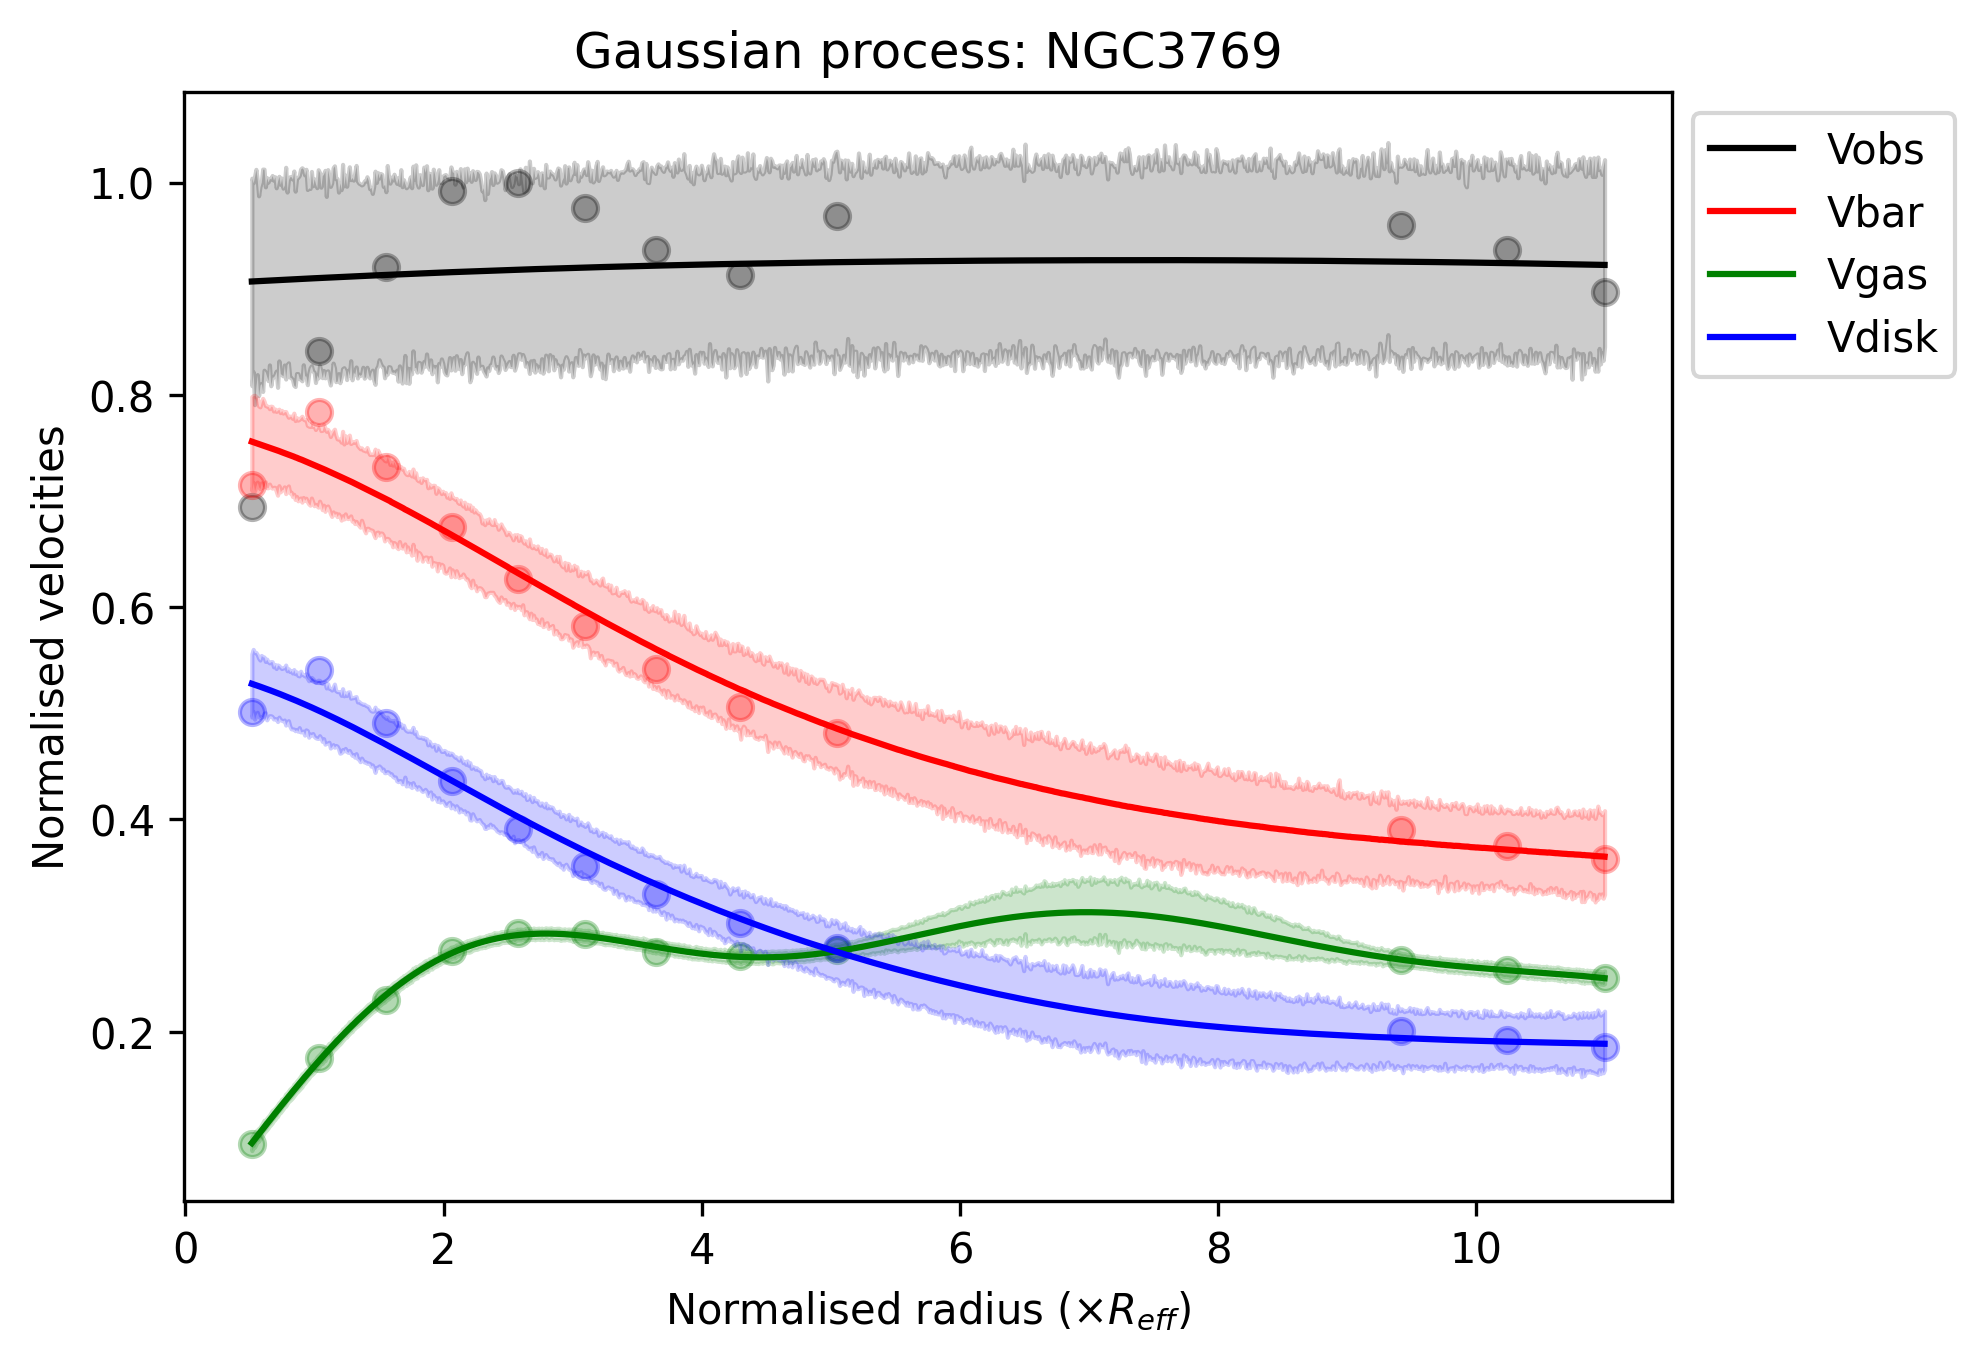 Gaussian process: NGC3769
Vobs
Vbar
Vgas
Vdisk
Normalised velocities
1.0
0.8
0.6
0.4
0.2
0 2 4 6 8 10
Normalised radius (×R_eff)